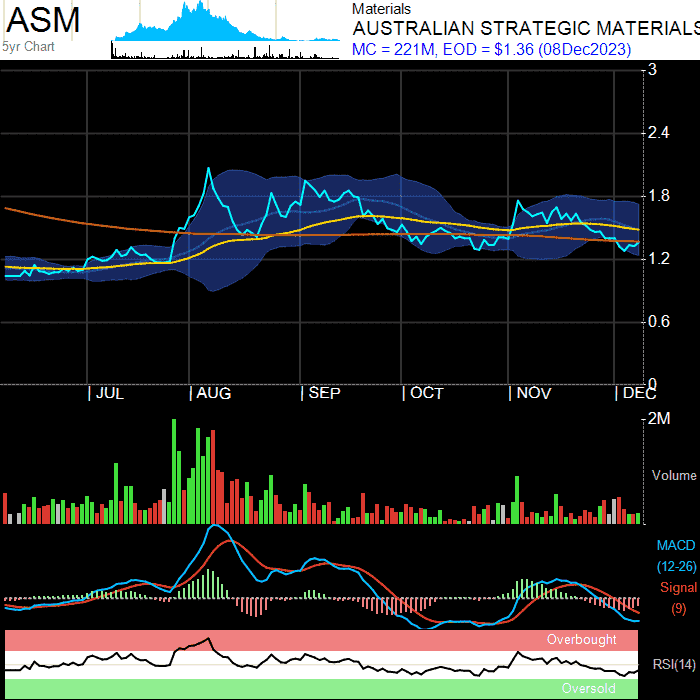 ASM
5yr Chart
Materials
AUSTRALIAN STRATEGIC MATERIALS
MC = 221M, EOD = $1.36 (08Dec2023)
3
2.4
1.8
1.2
0.6
0
JUL
AUG
SEP
OCT
NOV
DEC
2M
Volume
MACD
(12-26)
Signal
(9)
Overbought
RSI(14)
Oversold